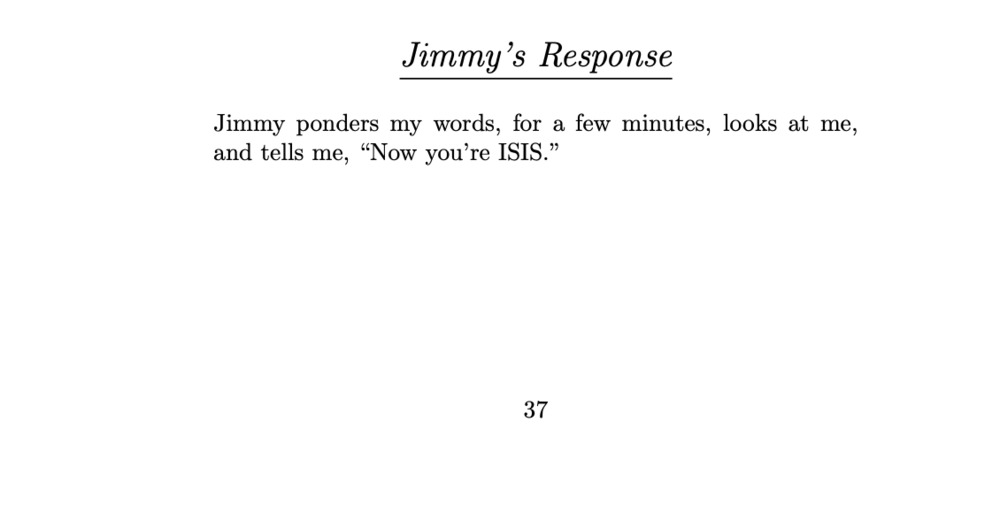 Jimmy’s Response
Jimmy ponders my words, for a few minutes, looks at me,
and tells me, “Now you’re ISIS.”
37